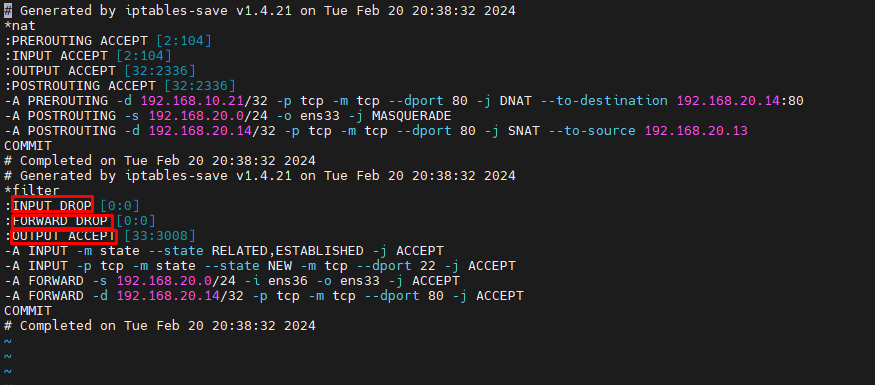 # Generated by iptables-save v1.4.21 on Tue Feb 20 20:38:32 2024
*nat
:PREROUTING ACCEPT [2:104]
:INPUT ACCEPT [2:104]
:OUTPUT ACCEPT [32:2336]
:POSTROUTING ACCEPT [32:2336]
-A PREROUTING -d 192.168.10.21/32 -p tcp -m tcp --dport 80 -j DNAT --to-destination 192.168.20.14:80
-A POSTROUTING -s 192.168.20.0/24 -o ens33 -j MASQUERADE
-A POSTROUTING -d 192.168.20.14/32 -p tcp -m tcp --dport 80 -j SNAT --to-source 192.168.20.13
COMMIT
# Completed on Tue Feb 20 20:38:32 2024
# Generated by iptables-save v1.4.21 on Tue Feb 20 20:38:32 2024
*filter
:INPUT DROP [0:0]
:FORWARD DROP [0:0]
:OUTPUT ACCEPT [33:3008]
-A INPUT -m state --state RELATED,ESTABLISHED -j ACCEPT
-A INPUT -p tcp -m state --state NEW -m tcp --dport 22 -j ACCEPT
-A FORWARD -s 192.168.20.0/24 -i ens36 -o ens33 -j ACCEPT
-A FORWARD -d 192.168.20.14/32 -p tcp -m tcp --dport 80 -j ACCEPT
COMMIT
# Completed on Tue Feb 20 20:38:32 2024
~
~
~